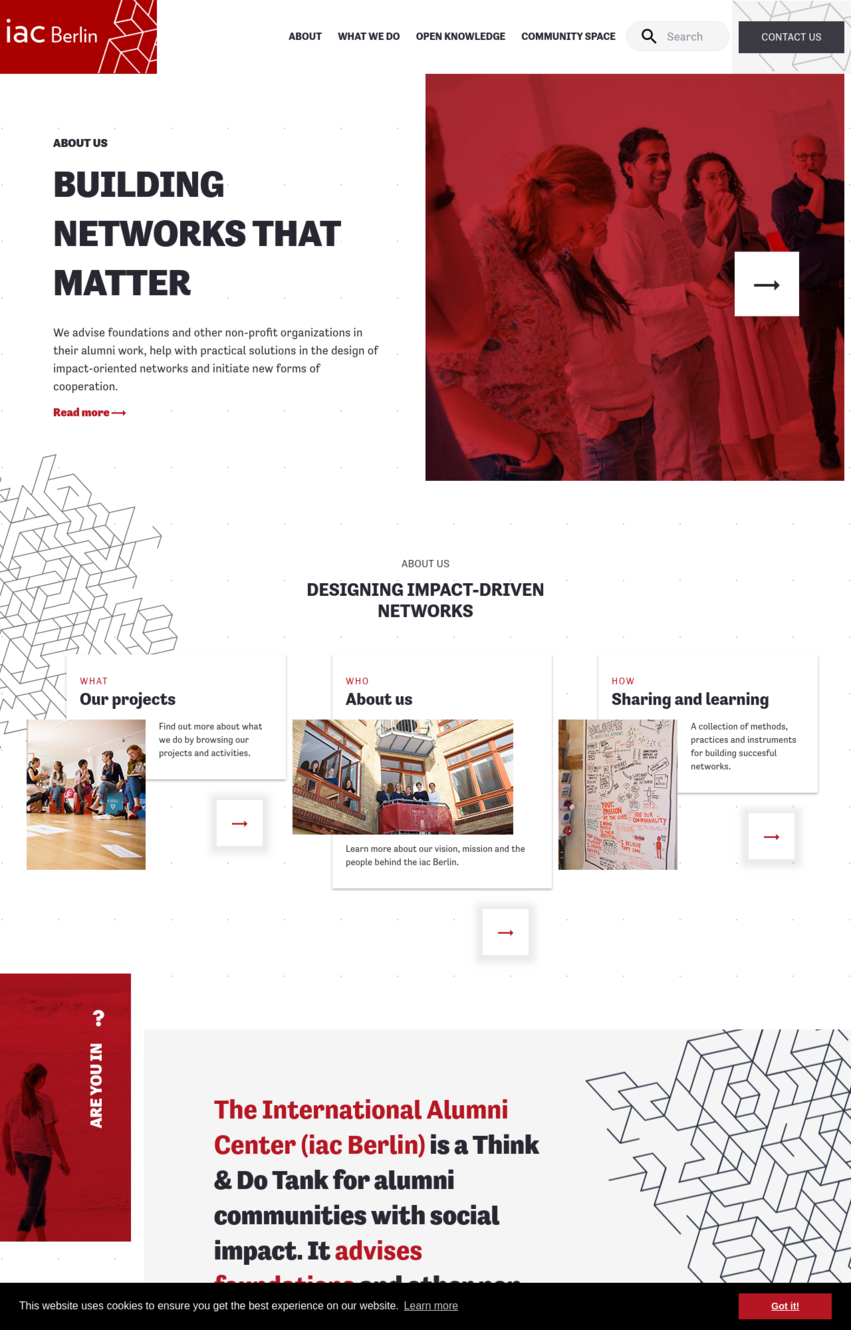 iac Berlin
ABOUT
WHAT WE DO
OPEN KNOWLEDGE
COMMUNITY SPACE
Search
CONTACT US
ABOUT US
BUILDING
NETWORKS THAT
MATTER
We advise foundations and other non-profit organizations in
their alumni work, help with practical solutions in the design of
impact-oriented networks and initiate new forms of
cooperation.
Read more
ABOUT US
DESIGNING IMPACT-DRIVEN
NETWORKS
WHAT
Our projects
Find out more about what
we do by browsing our
projects and activities.
WHO
About us
Learn more about our vision, mission and the
people behind the iac Berlin.
HOW
Sharing and learning
A collection of methods,
practices and instruments
for building succesful
networks.
ARE YOU IN ?
The International Alumni
Center (iac Berlin) is a Think
& Do Tank for alumni
communities with social
impact. It advises
This website uses cookies to ensure you get the best experience on our website. Learn more
Got it!